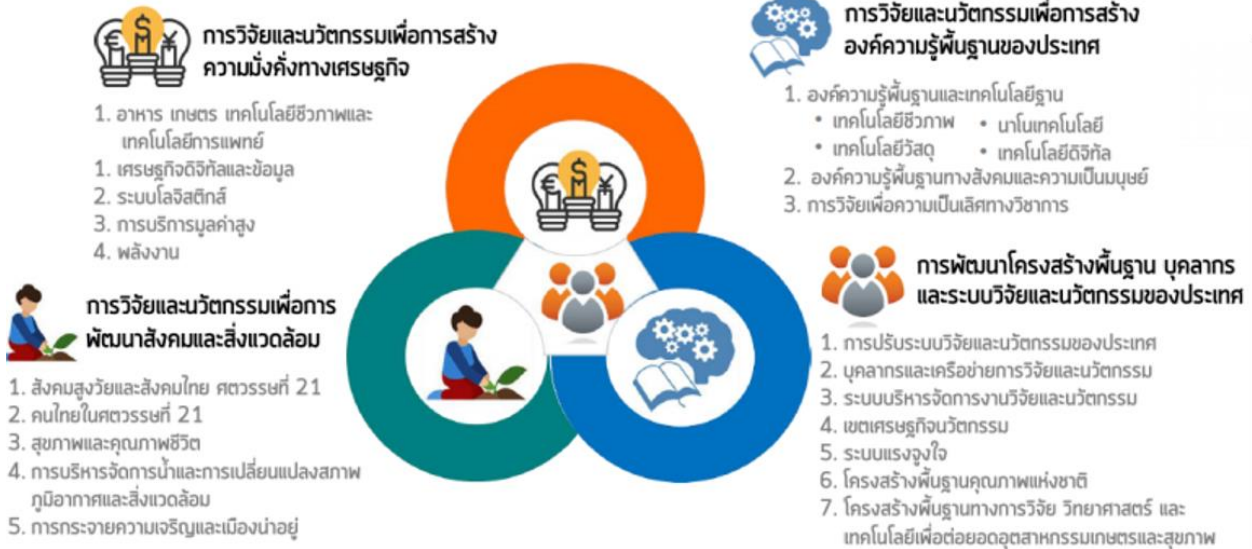 การวิจัยและนวัตกรรมเพื่อการสร้าง
ความมั่งคั่งทางเศรษฐกิจ
1. อาหาร เกษตร เทคโนโลยีชีวภาพและ
เทคโนโลยีการแพทย์
1. เศรษฐกิจดิจิทัลและข้อมูล
2. ระบบโลจิสติกส์
3. การบริการมูลค่าสูง
4. พลังงาน
การวิจัยและนวัตกรรมเพื่อการสร้าง
องค์ความรู้พื้นฐานของประเทศ
1. องค์ความรู้พื้นฐานและเทคโนโลยีฐาน
• เทคโนโลยีชีวภาพ • นาโนเทคโนโลยี
• เทคโนโลยีวัสดุ • เทคโนโลยีดิจิทัล
2. องค์ความรู้พื้นฐานทางสังคมและความเป็นมนุษย์
3. การวิจัยเพื่อความเป็นเลิศทางวิชาการ
การวิจัยและนวัตกรรมเพื่อการ
พัฒนาสังคมและสิ่งแวดล้อม
1. สังคมสูงวัยและสังคมไทย ศตวรรษที่ 21
2. คนไทยในศตวรรษที่ 21
3. สุขภาพและคุณภาพชีวิต
4. การบริหารจัดการน้ำและการเปลี่ยนแปลงสภาพ
ภูมิอากาศและสิ่งแวดล้อม
5. การกระจายความเจริญและเมืองน่าอยู่
การพัฒนาโครงสร้างพื้นฐาน บุคลากร
และระบบวิจัยและนวัตกรรมของประเทศ
1. การปรับระบบวิจัยและนวัตกรรมของประเทศ
2. บุคลากรและเครือข่ายการวิจัยและนวัตกรรม
3. ระบบบริหารจัดการงานวิจัยและนวัตกรรม
4. เขตเศรษฐกิจนวัตกรรม
5. ระบบแรงจูงใจ
6. โครงสร้างพื้นฐานคุณภาพแห่งชาติ
7. โครงสร้างพื้นฐานทางการวิจัย วิทยาศาสตร์ และ
เทคโนโลยีเพื่อต่อยอดอุตสาหกรรมเกษตรและสุขภาพ